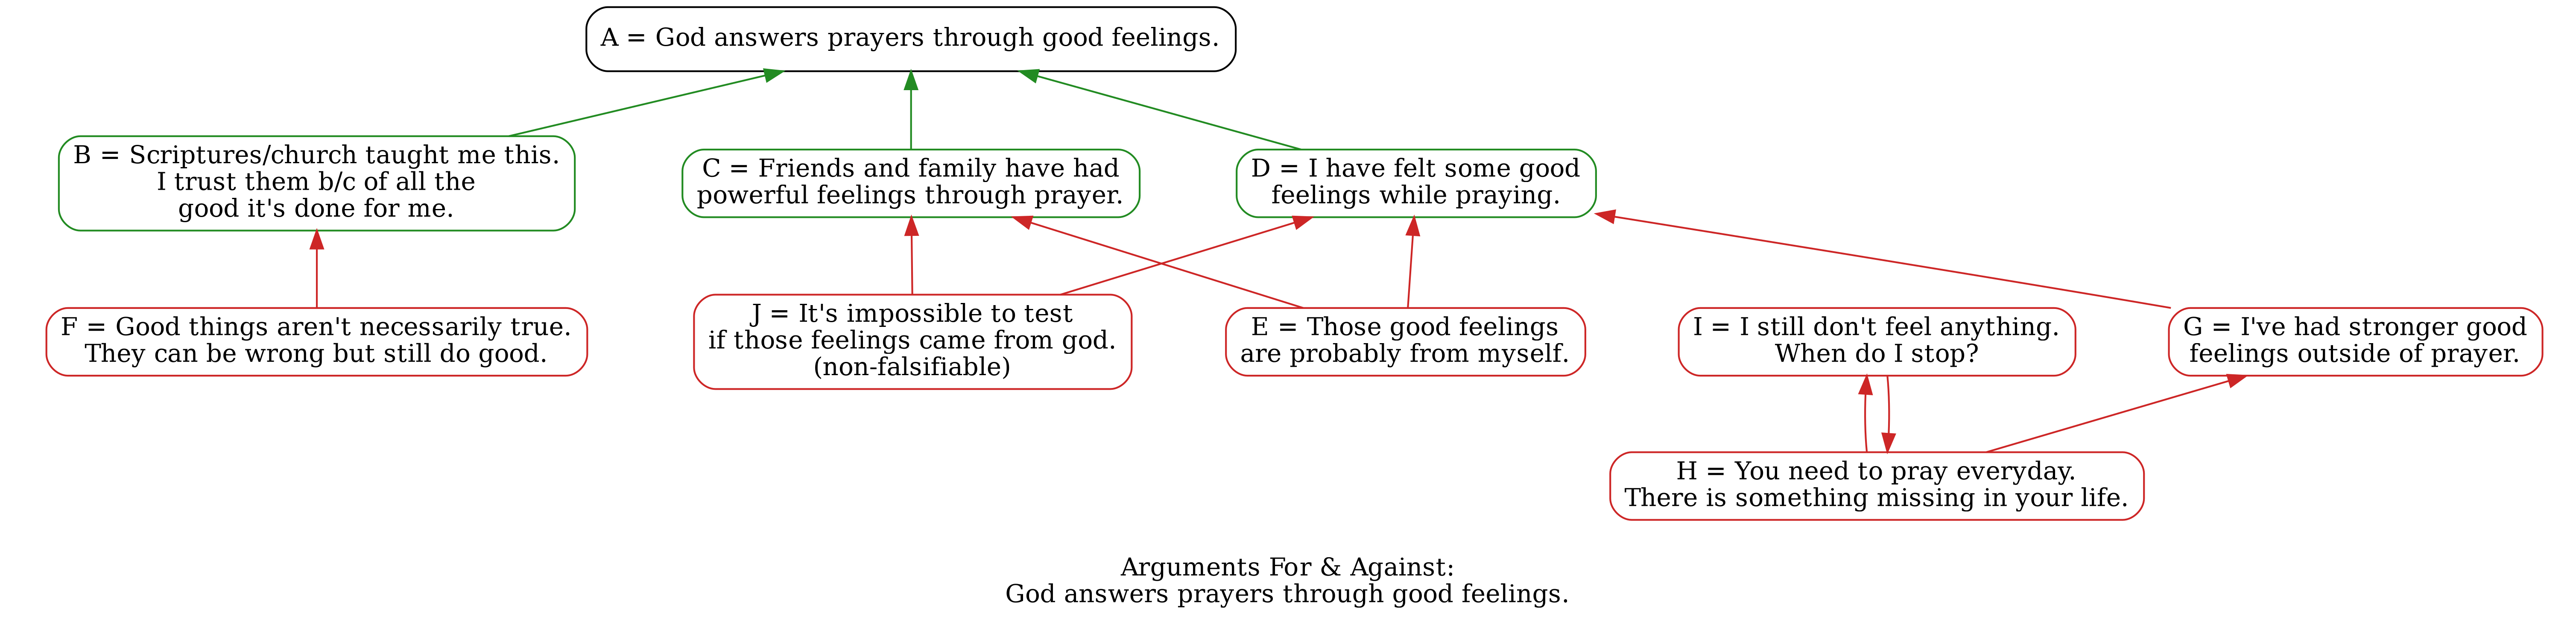 A = God answers prayers through good feelings.
B = Scriptures/church taught me this.
I trust them b/c of all the
good it's done for me.
C = Friends and family have had
powerful feelings through prayer.
D = I have felt some good
feelings while praying.
F = Good things aren't necessarily true.
They can be wrong but still do good.
J = It's impossible to test
if those feelings came from god.
(non-falsifiable)
E = Those good feelings
are probably from myself.
I = I still don't feel anything.
When do I stop?
G = I've had stronger good
feelings outside of prayer.
H = You need to pray everyday.
There is something missing in your life.
Arguments For & Against:
God answers prayers through good feelings.